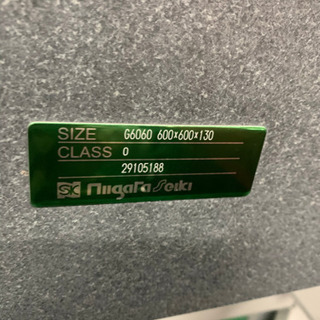 SIZE G6060 600×600×130
CLASS 0
29105188
SK Niigata Seiki